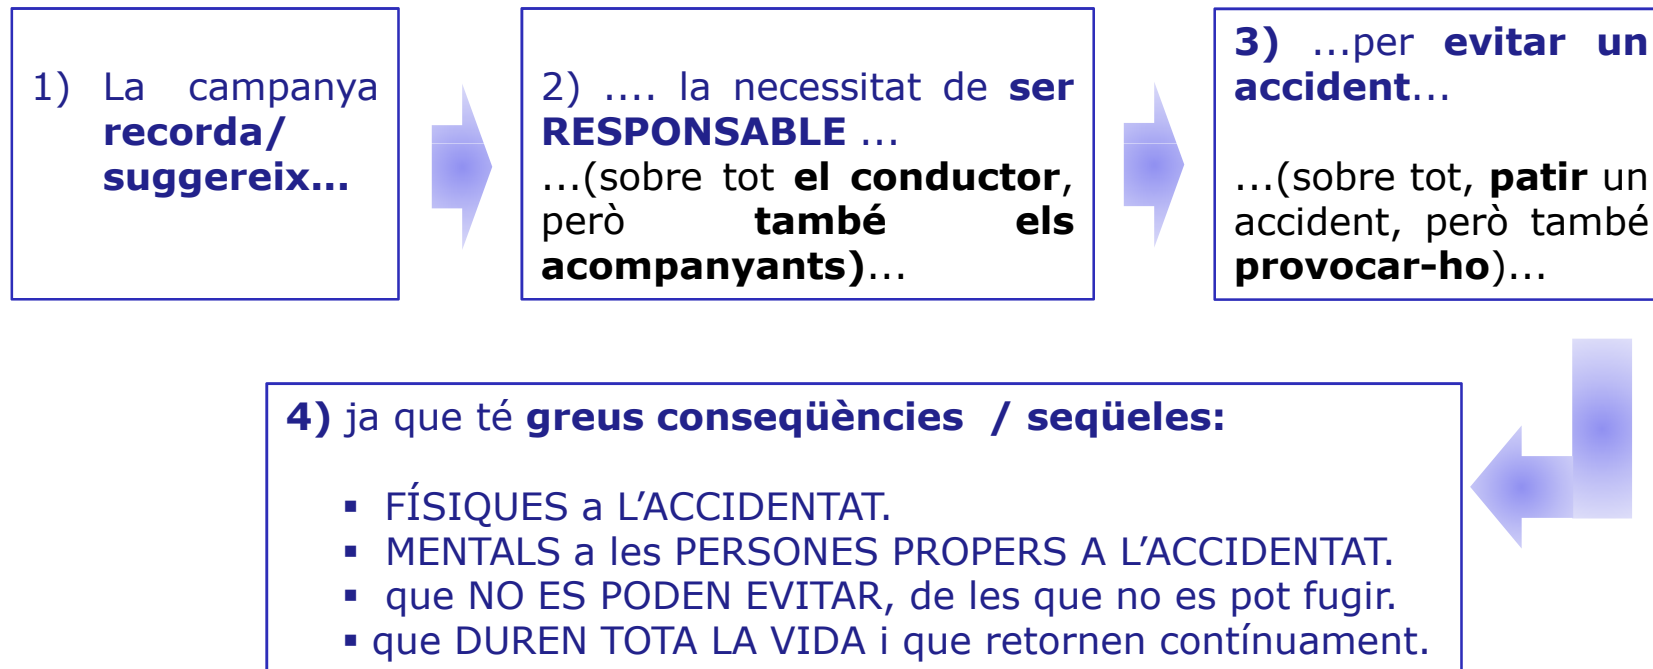 1) La campanya
recorda/
suggereix...
2) .... la necessitat de ser
RESPONSABLE ...
...(sobre tot el conductor,
però també els
acompanyants)...
3) ...per evitar un
accident...
...(sobre tot, patir un
accident, però també
provocar-ho)...
4) ja que té greus conseqüències / seqüeles:
▪ FÍSIQUES a L’ACCIDENTAT.
▪ MENTALS a les PERSONES PROPERS A L’ACCIDENTAT.
▪ que NO ES PODEN EVITAR, de les que no es pot fugir.
▪ que DUREN TOTA LA VIDA i que retornen contínuament.